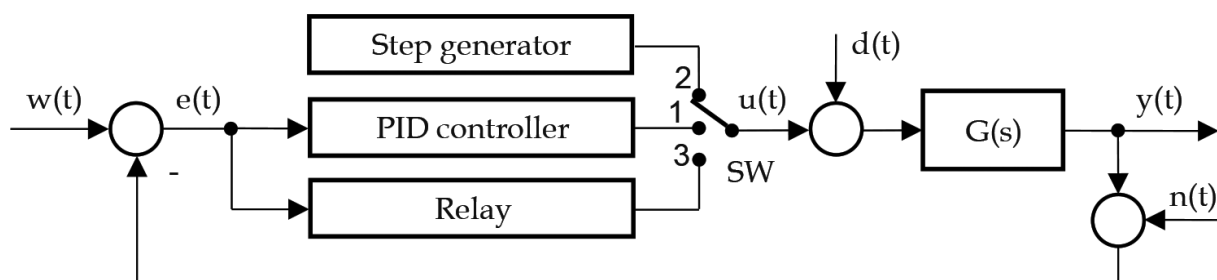 Step generator
d(t)
w(t)
e(t)
2
1
u(t)
y(t)
PID controller
G(s)
3
SW
-
Relay
n(t)